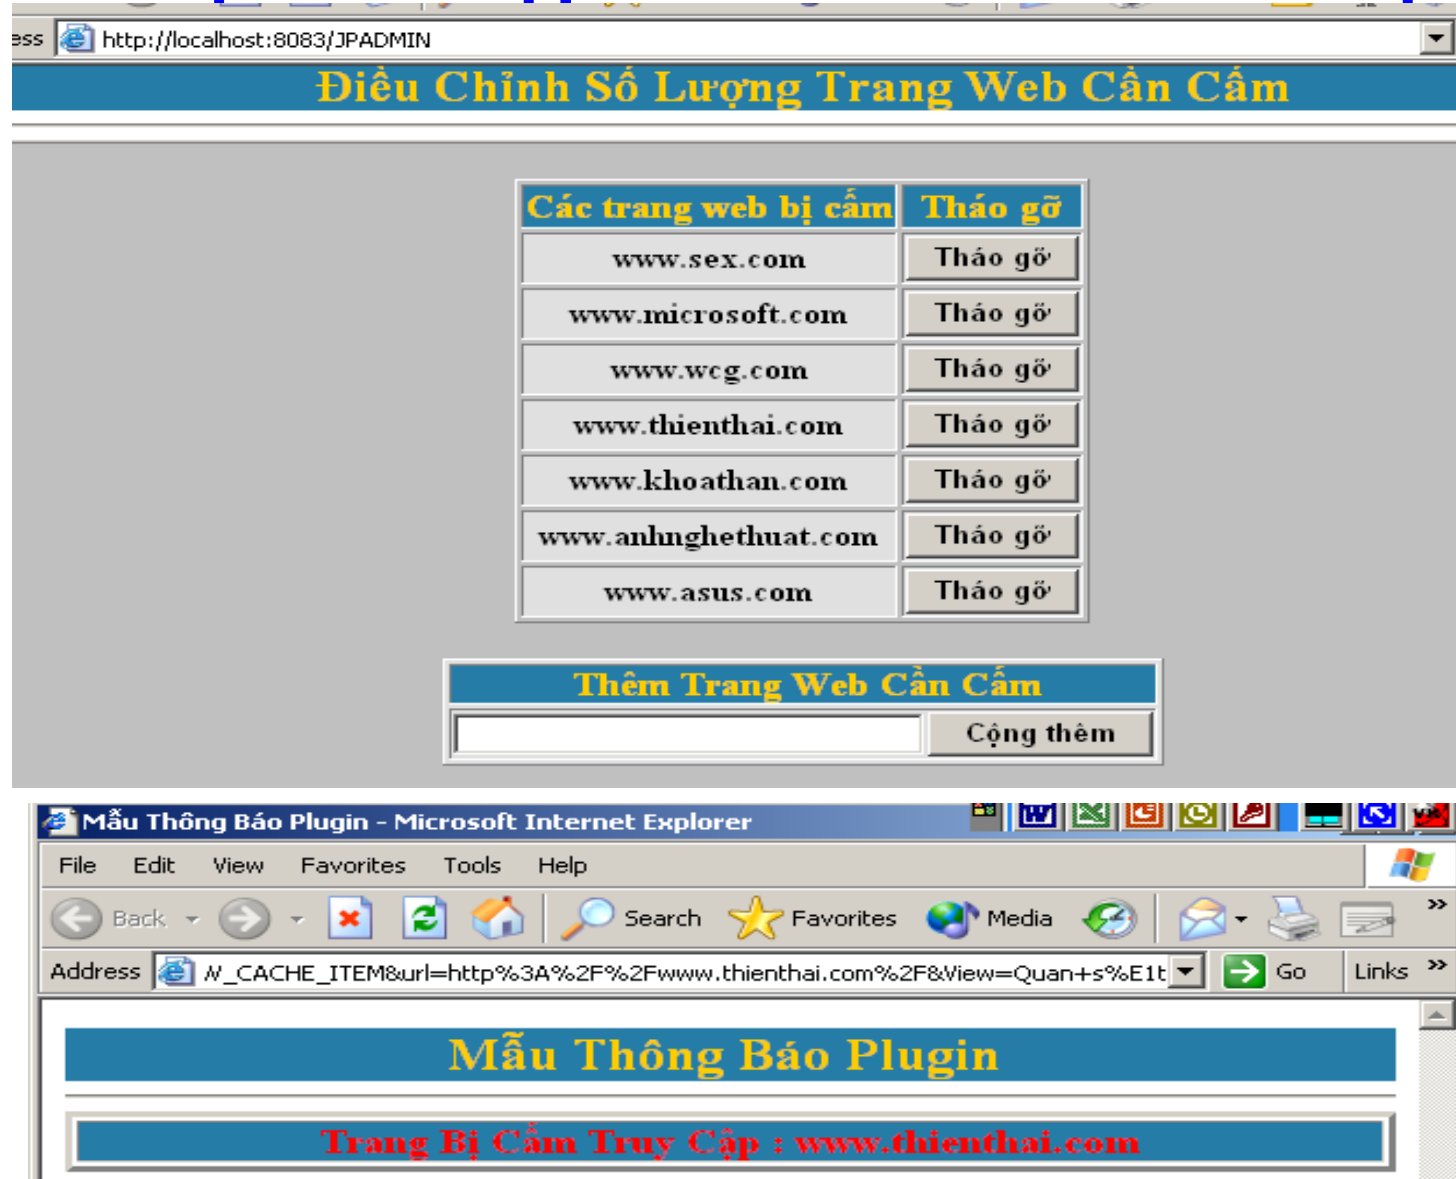 ess http://localhost:8083/JPADMIN
Điều Chỉnh Số Lượng Trang Web Cần Cấm
Các trang web bị cấm Tháo gỡ
www.sex.com Tháo gỡ
www.microsoft.com Tháo gỡ
www.wcg.com Tháo gỡ
www.thienthai.com Tháo gỡ
www.khoathan.com Tháo gỡ
www.anhnghethuat.com Tháo gỡ
www.asus.com Tháo gỡ
Thêm Trang Web Cần Cấm
Cộng thêm
Mẫu Thông Báo Plugin - Microsoft Internet Explorer
File Edit View Favorites Tools Help
Back Search Favorites Media »
Address W_CACHE_ITEM&url=http%3A%2F%2Fwww.thienthai.com%2F&View=Quan+s%E1t Go Links »
Mẫu Thông Báo Plugin
Trang Bị Cấm Truy Cập : www.thienthai.com